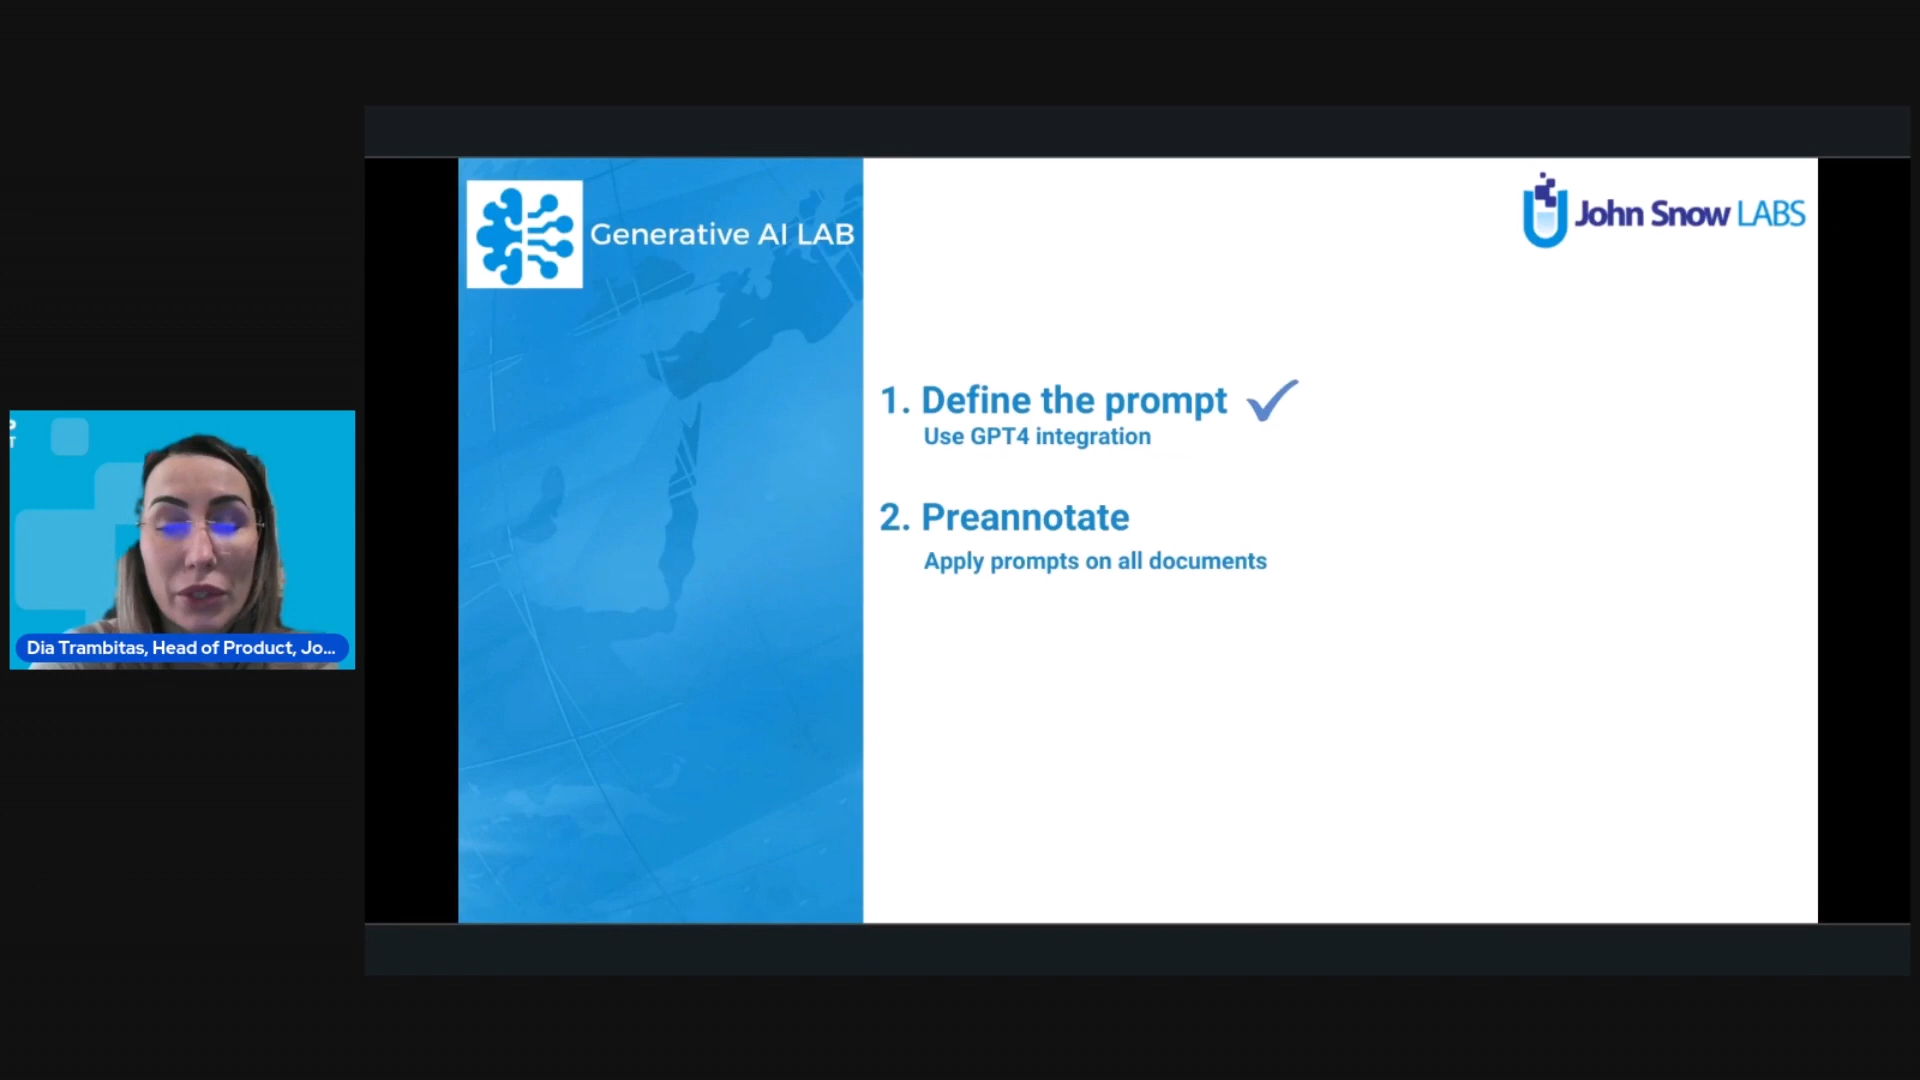 Generative AI LAB
John Snow LABS
1. Define the prompt
Use GPT4 integration
2. Preannotate
Apply prompts on all documents
P
T
Dia Trambitas, Head of Product, Jo...